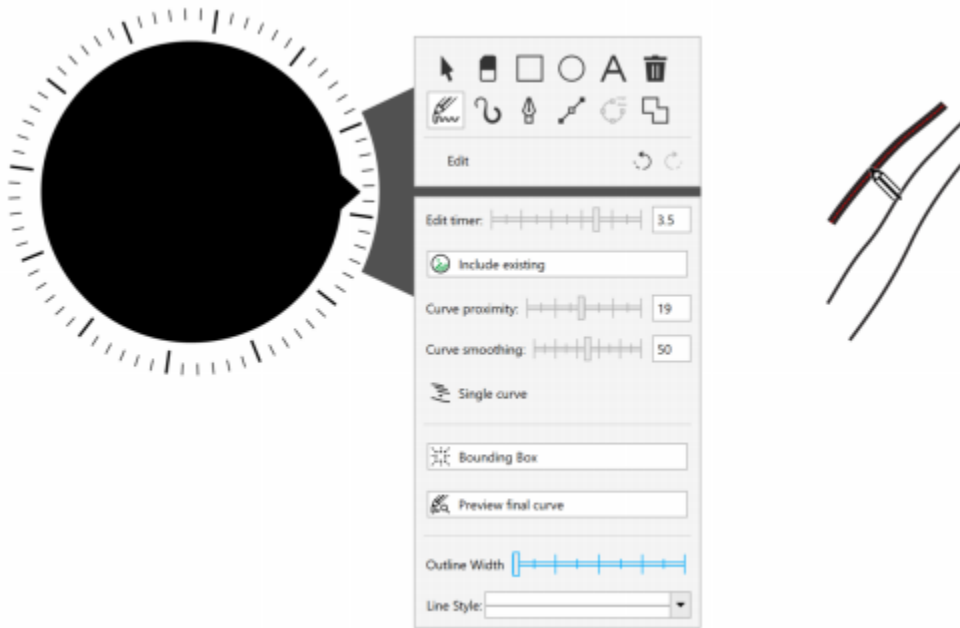 A
Edit
Edit timer: 3.5
Include existing
Curve proximity: 19
Curve smoothing: 50
Single curve
Bounding Box
Preview final curve
Outline Width
Line Style: